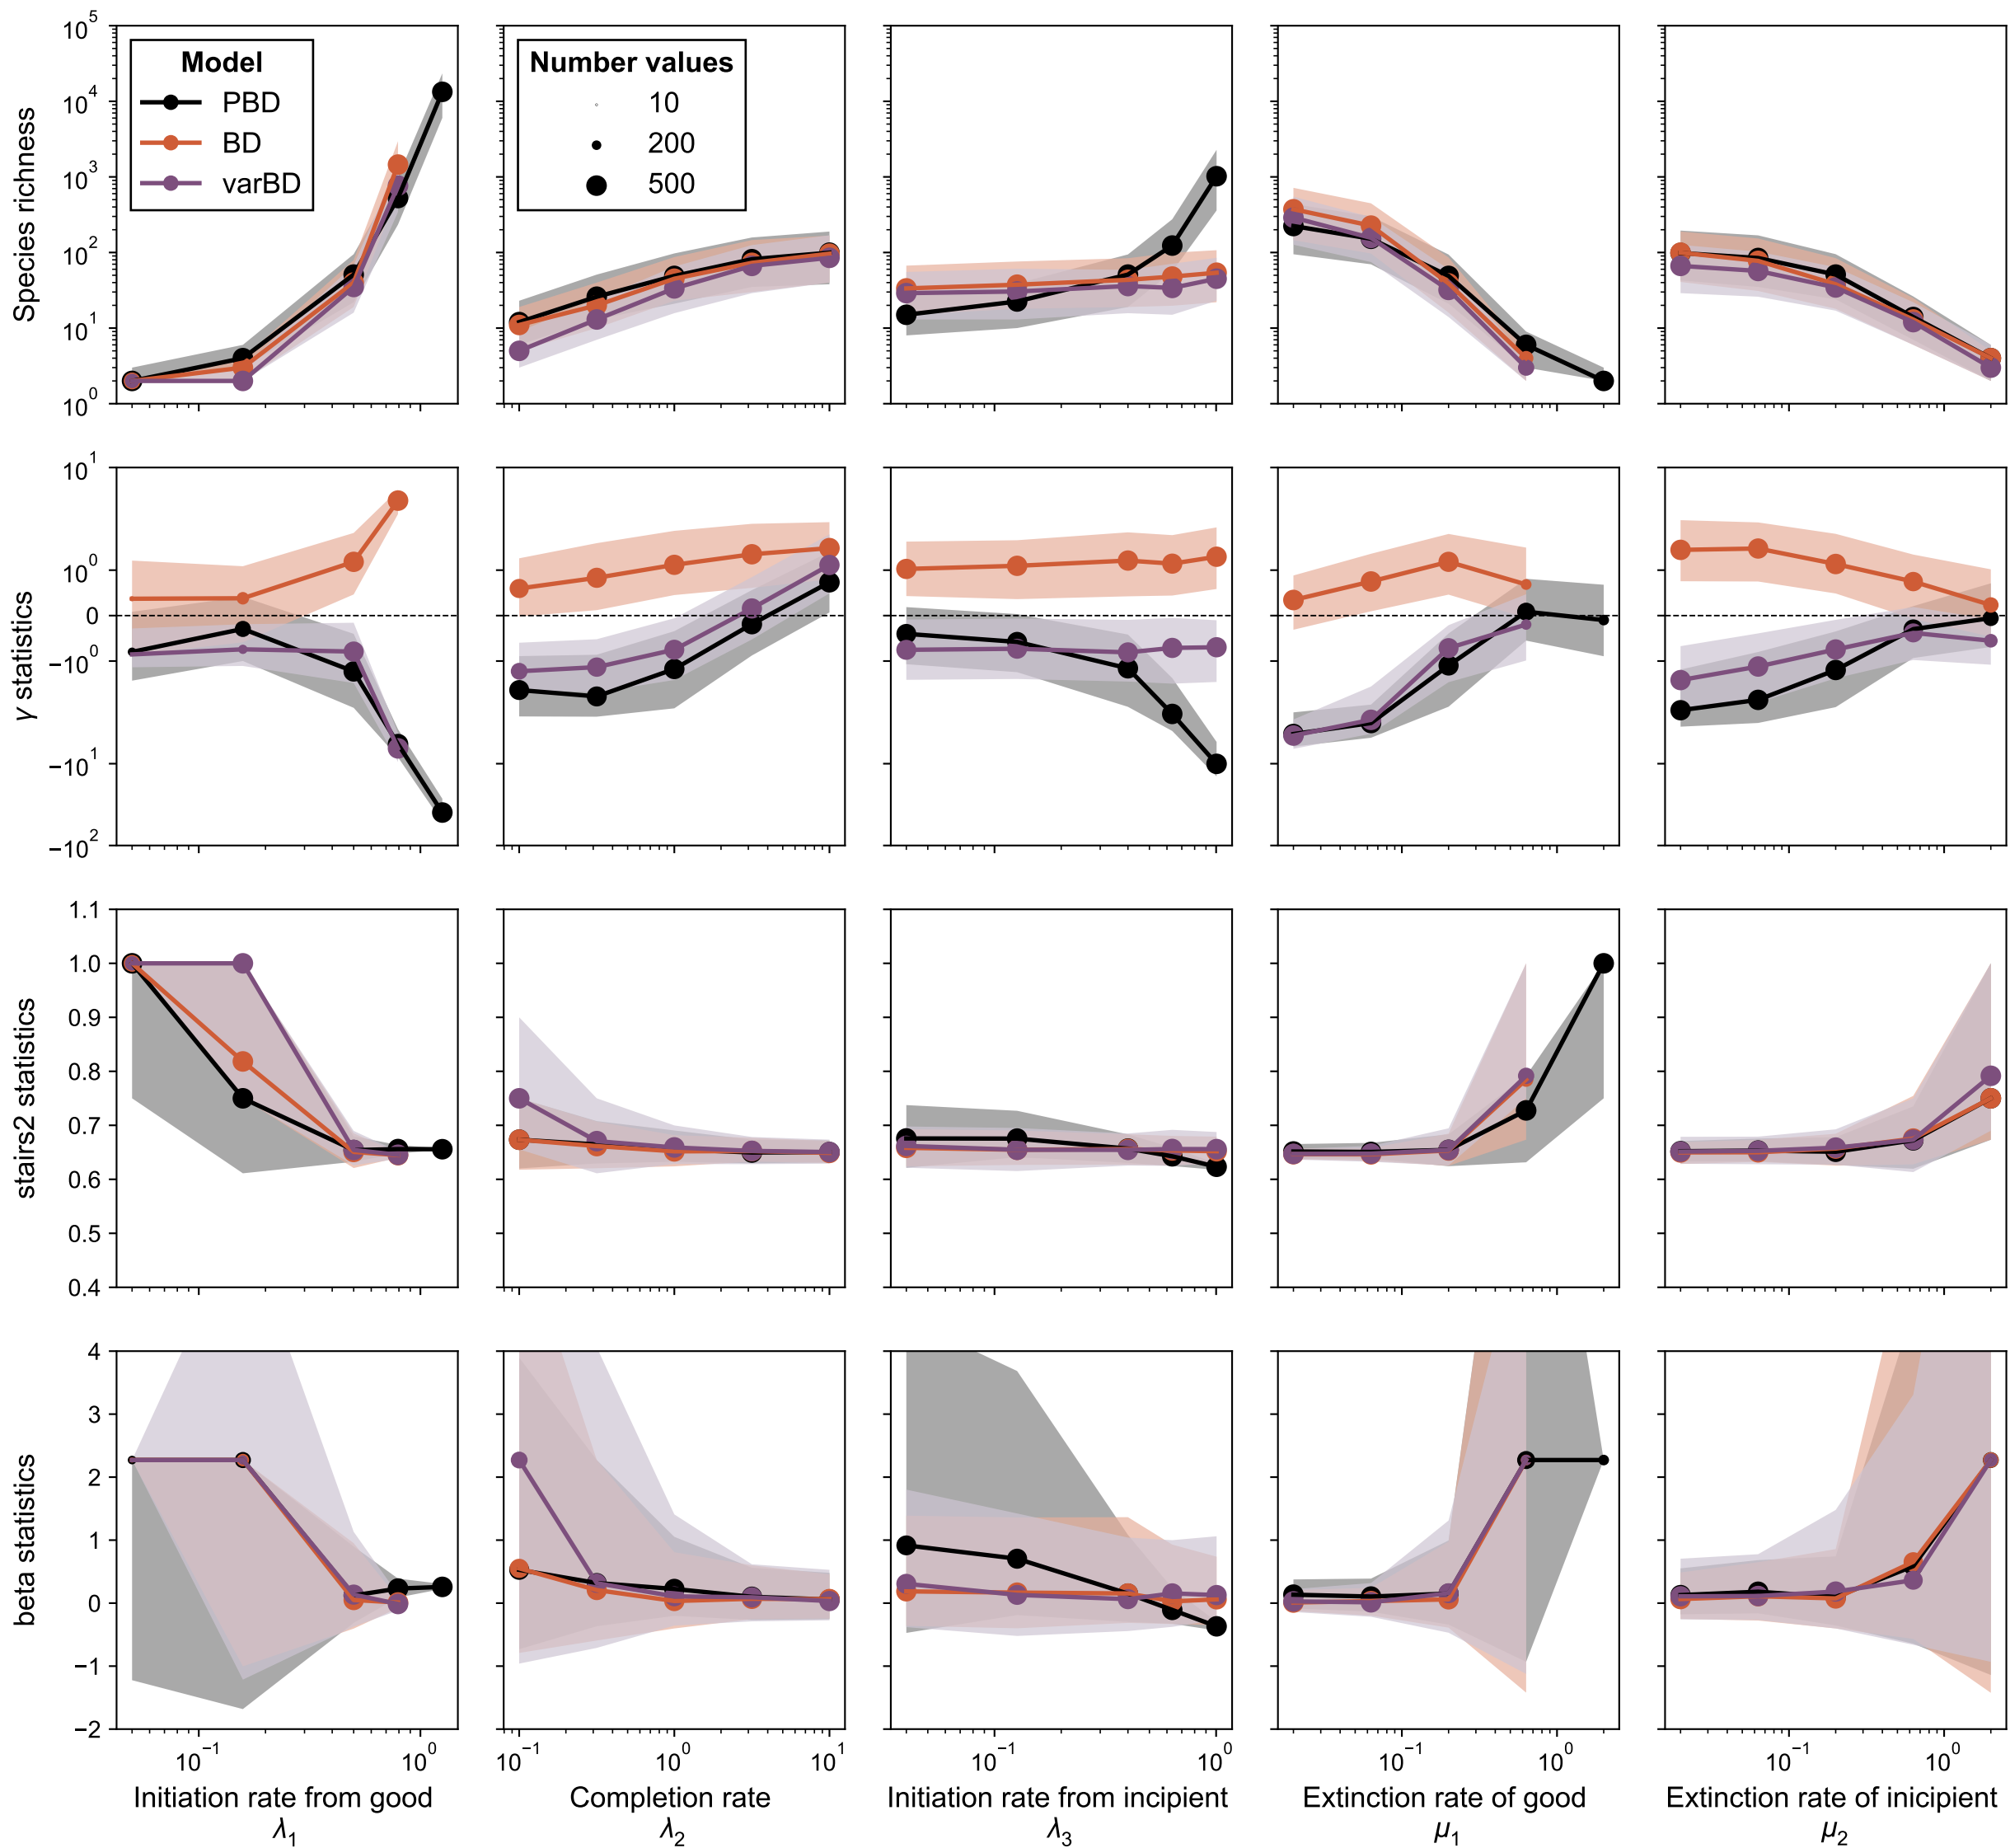 Species richness
10^5
10^4
10^3
10^2
10^1
10^0
Model
PBD
BD
varBD
Number values
10
200
500
γ statistics
10^1
10^0
0
−10^0
−10^1
−10^2
stairs2 statistics
1.1
1.0
0.9
0.8
0.7
0.6
0.5
0.4
beta statistics
4
3
2
1
0
−1
−2
10^−1 10^0
Initiation rate from good
λ1
10^−1 10^0 10^1
Completion rate
λ2
10^−1 10^0
Initiation rate from incipient
λ3
10^−1 10^0
Extinction rate of good
μ1
10^−1 10^0
Extinction rate of inicipient
μ2